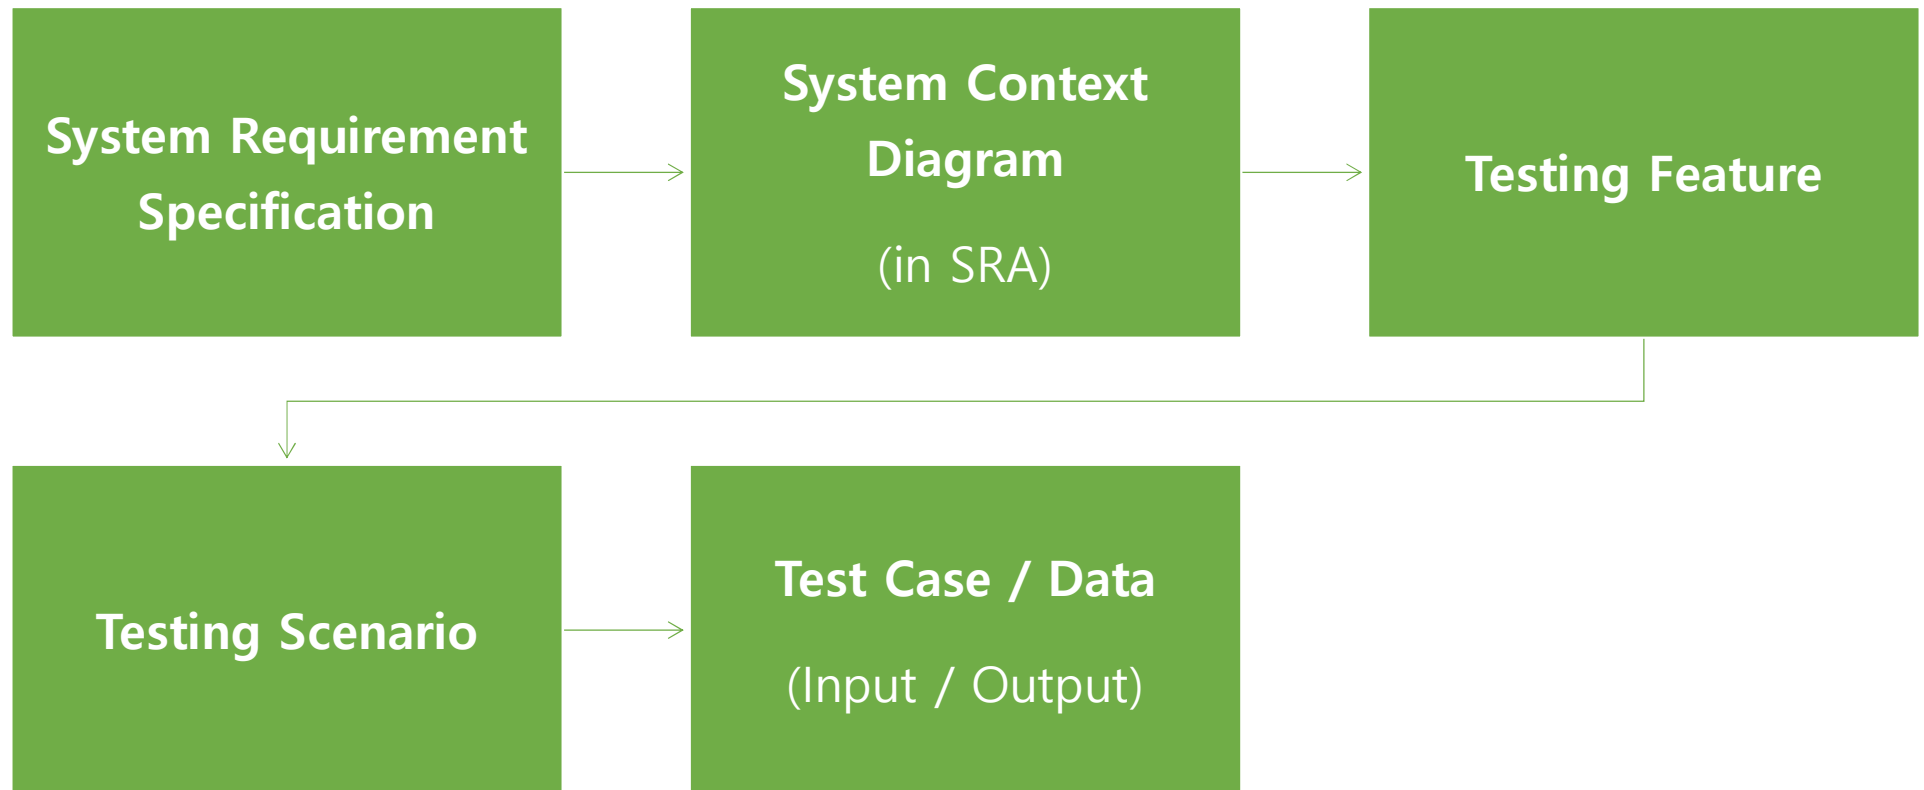 System Requirement
Specification
System Context
Diagram
(in SRA)
Testing Feature
Testing Scenario
Test Case / Data
(Input / Output)